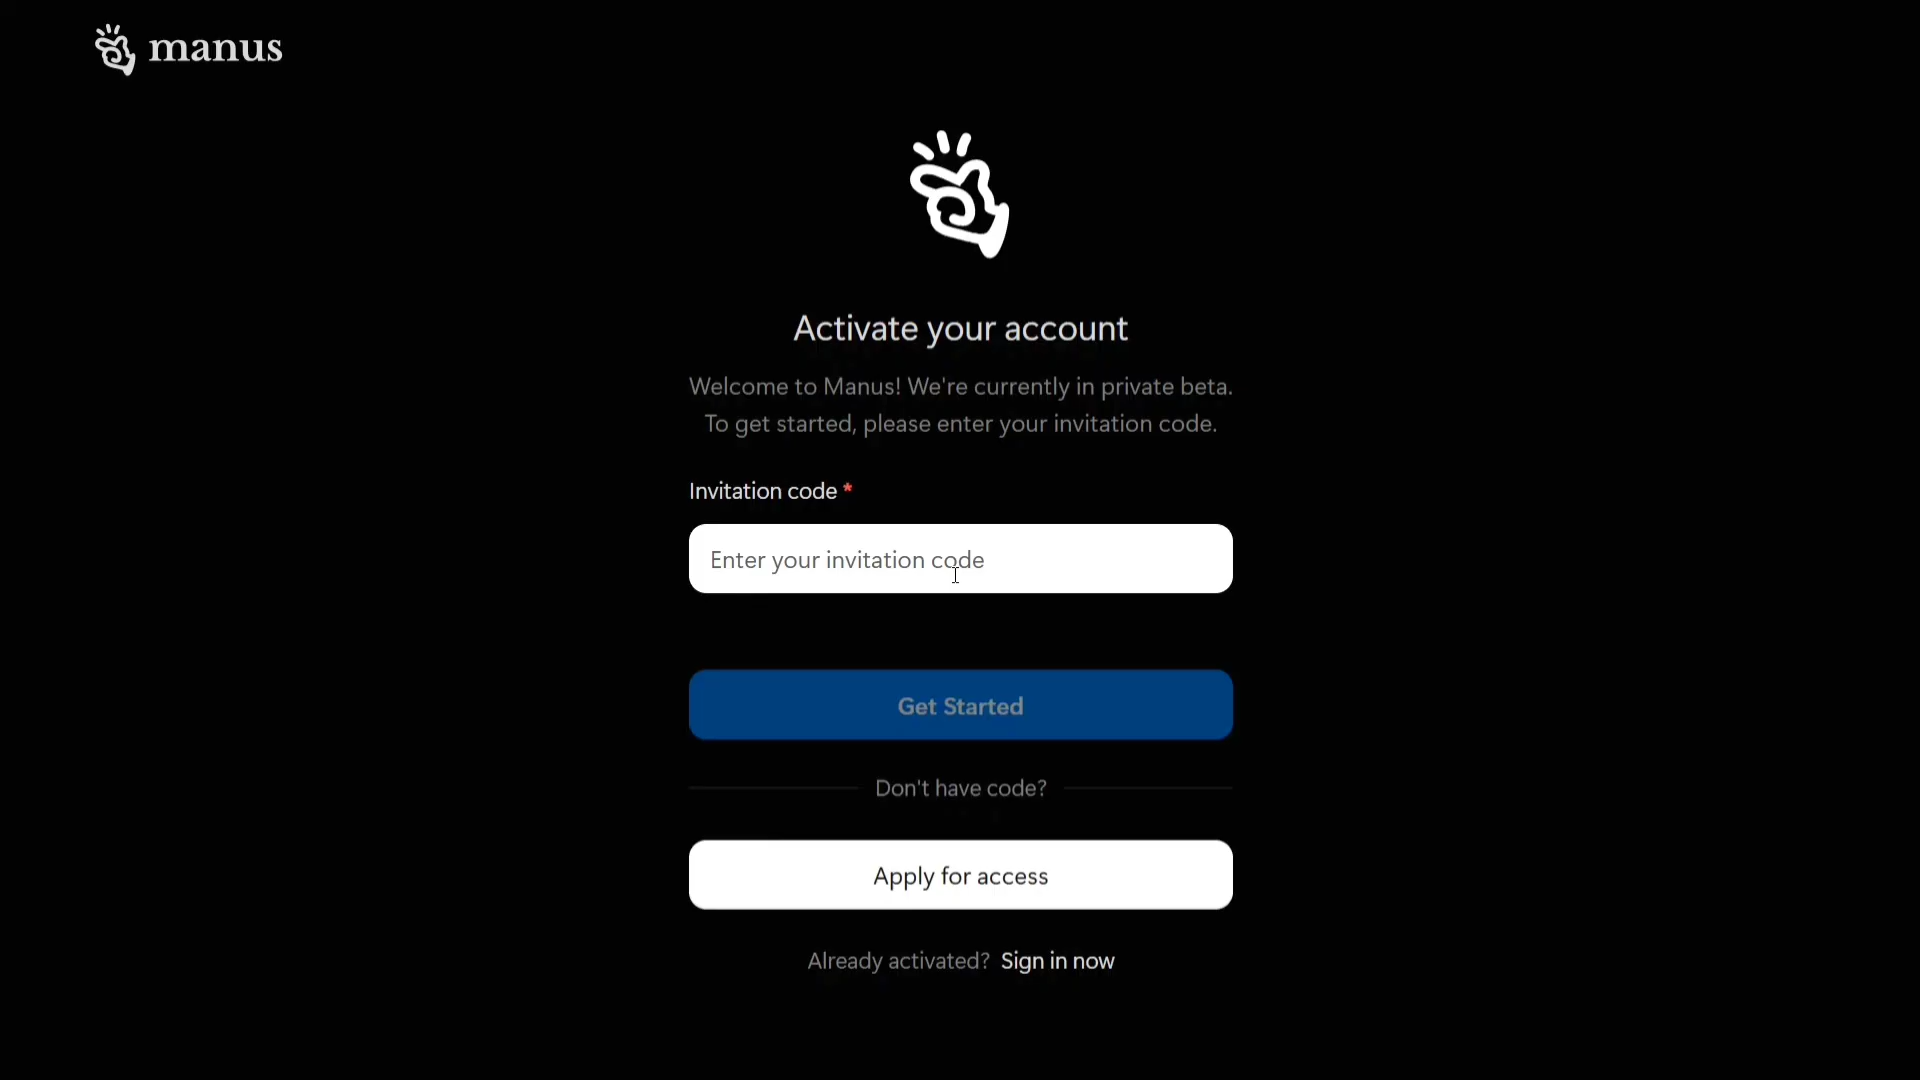 manus
Activate your account
Welcome to Manus! We're currently in private beta.
To get started, please enter your invitation code.
Invitation code *
Enter your invitation code
Get Started
Don't have code?
Apply for access
Already activated? Sign in now